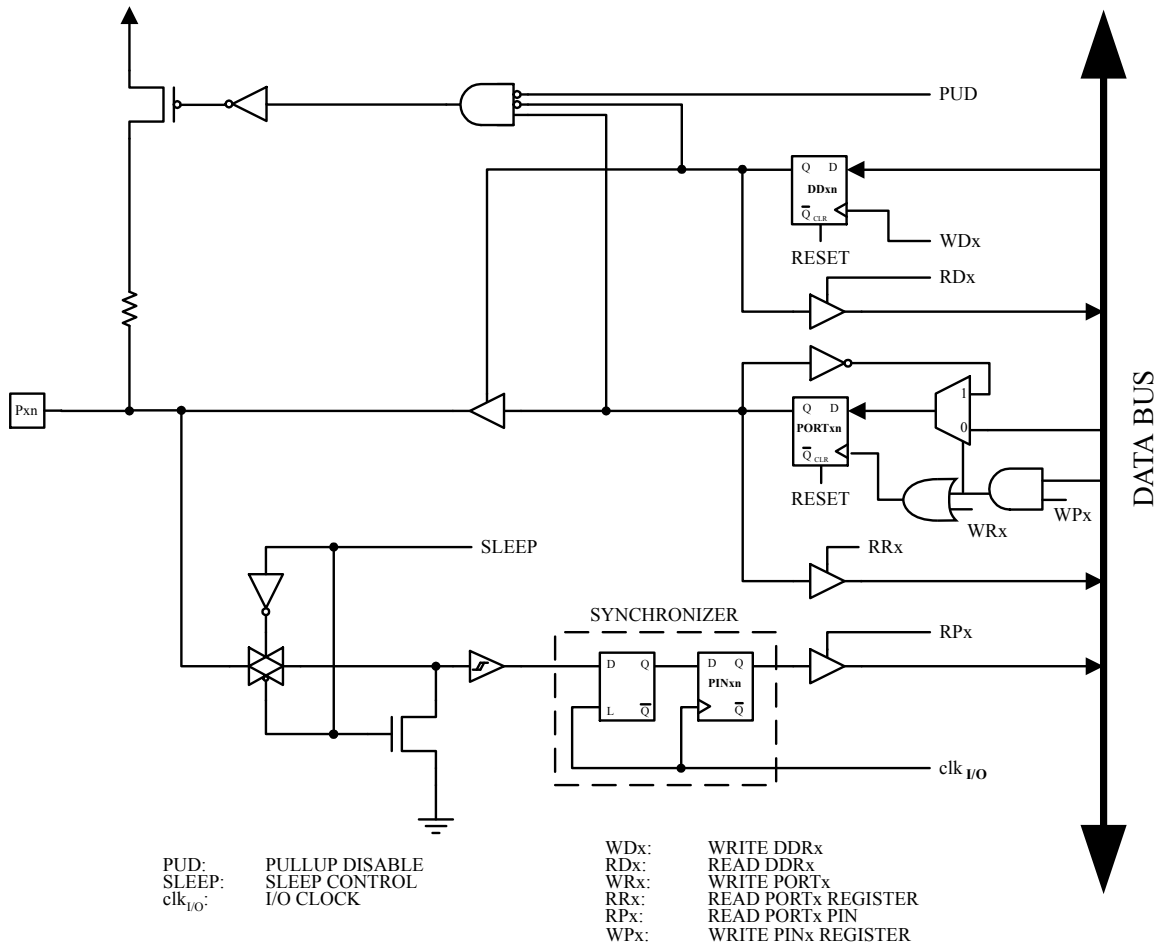 PUD
Q D
DDxn
Q CLR
WDx
RESET
RDx
Pxn
1
Q D
PORTxn
0
Q CLR
RESET
WPx
WRx
DATA BUS
SLEEP
RRx
SYNCHRONIZER
RPx
D Q
D Q
PINxn
L Q
Q
clk I/O
PUD: PULLUP DISABLE
SLEEP: SLEEP CONTROL
clkI/O: I/O CLOCK
WDx: WRITE DDRx
RDx: READ DDRx
WRx: WRITE PORTx
RRx: READ PORTx REGISTER
RPx: READ PORTx PIN
WPx: WRITE PINx REGISTER